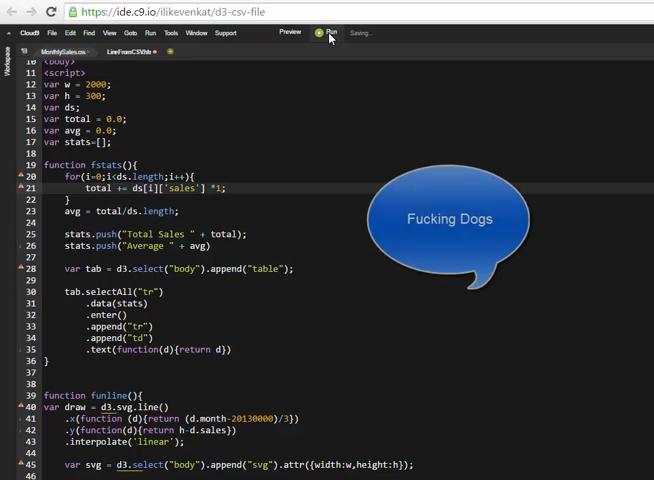 https://ide.c9.io/ilikevenkat/d3-csv-file
Cloud9 File Edit Find View Goto Run Tools Window Support Preview Run Saving...
Workspace
MonthlySales.csv LineFromCSV.htm
10 <body>
11 <script>
12 var w = 2000;
13 var h = 300;
14 var ds;
15 var total = 0.0;
16 var avg = 0.0;
17 var stats=[];
18
19 function fstats(){
20 for(i=0;i<ds.length;i++){
21 total += ds[i]['sales'] *1;
22 }
23 avg = total/ds.length;
24
25 stats.push("Total Sales " + total);
26 stats.push("Average " + avg)
27
28 var tab = d3.select("body").append("table");
29
30 tab.selectAll("tr")
31 .data(stats)
32 .enter()
33 .append("tr")
34 .append("td")
35 .text(function(d){return d})
36 }
37
38
39 function funline(){
40 var draw = d3.svg.line()
41 .x(function (d){return (d.month-20130000)/3})
42 .y(function(d){return h-d.sales})
43 .interpolate('linear');
44
45 var svg = d3.select("body").append("svg").attr({width:w,height:h});
46
Fucking Dogs